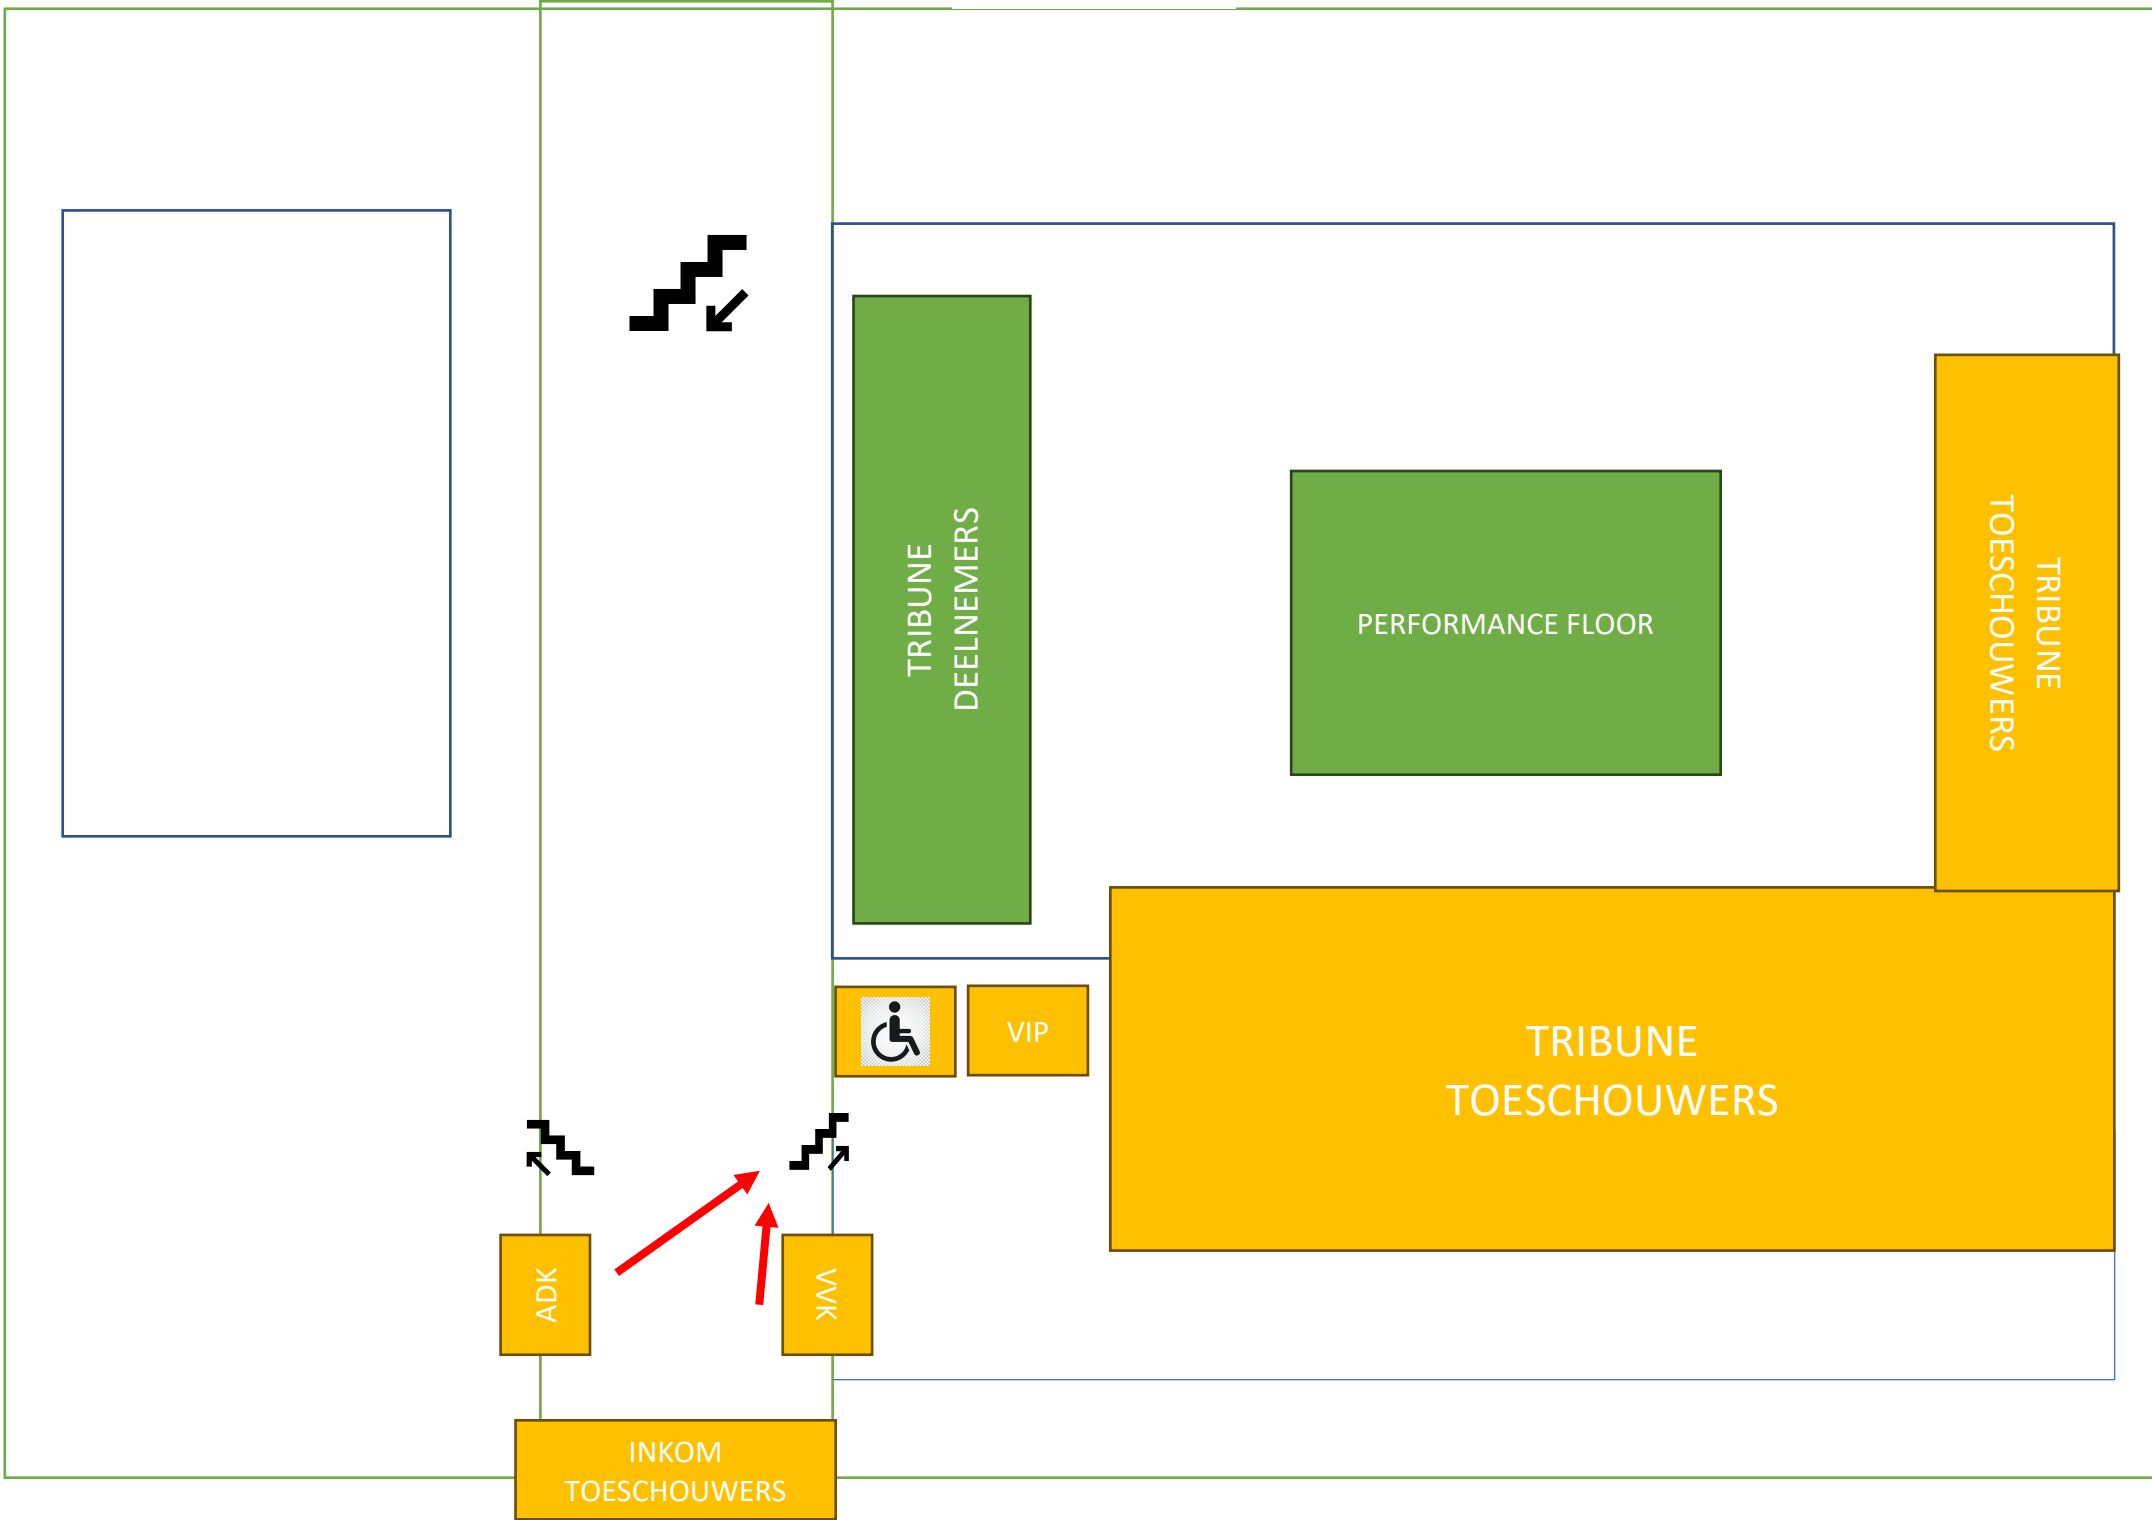 TRIBUNE
DEELNEMERS
PERFORMANCE FLOOR
TRIBUNE
TOESCHOUWERS
VIP
TRIBUNE
TOESCHOUWERS
ADK
VVK
INKOM
TOESCHOUWERS